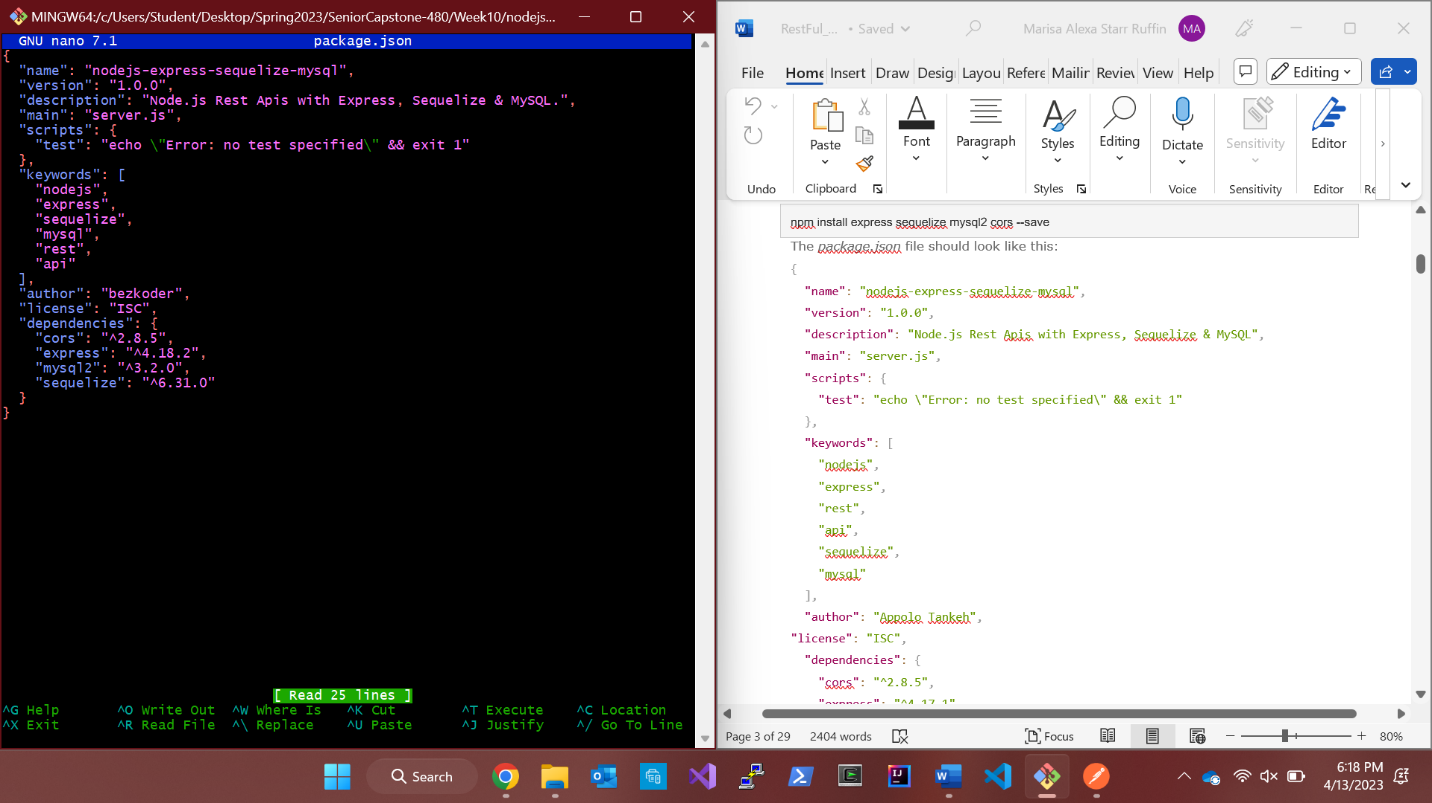 MINGW64:/c/Users/Student/Desktop/Spring2023/SeniorCapstone-480/Week10/nodejs...
GNU nano 7.1 package.json
{
"name": "nodejs-express-sequelize-mysql",
"version": "1.0.0",
"description": "Node.js Rest Apis with Express, Sequelize & MySQL.",
"main": "server.js",
"scripts": {
"test": "echo \"Error: no test specified\" && exit 1"
},
"keywords": [
"nodejs",
"express",
"sequelize",
"mysql",
"rest",
"api"
],
"author": "bezkoder",
"license": "ISC",
"dependencies": {
"cors": "^2.8.5",
"express": "^4.18.2",
"mysql2": "^3.2.0",
"sequelize": "^6.31.0"
}
}
[ Read 25 lines ]
^G Help ^O Write Out ^W Where Is ^K Cut ^T Execute ^C Location
^X Exit ^R Read File ^\ Replace ^U Paste ^J Justify ^/ Go To Line
RestFul_... • Saved Marisa Alexa Starr Ruffin MA
File Home Insert Draw Desig Layou Refere Mailin Review View Help Editing
Paste Font Paragraph Styles Editing Dictate Sensitivity Editor
Undo Clipboard Styles Voice Sensitivity Editor Re
npm install express sequelize mysql2 cors --save
The package.json file should look like this:
{
"name": "nodejs-express-sequelize-mysql",
"version": "1.0.0",
"description": "Node.js Rest Apis with Express, Sequelize & MySQL",
"main": "server.js",
"scripts": {
"test": "echo \"Error: no test specified\" && exit 1"
},
"keywords": [
"nodejs",
"express",
"rest",
"api",
"sequelize",
"mysql"
],
"author": "Appolo Tankeh",
"license": "ISC",
"dependencies": {
"cors": "^2.8.5",
"express": "^4.17.1"
Page 3 of 29 2404 words Focus 80%
Search
6:18 PM
4/13/2023